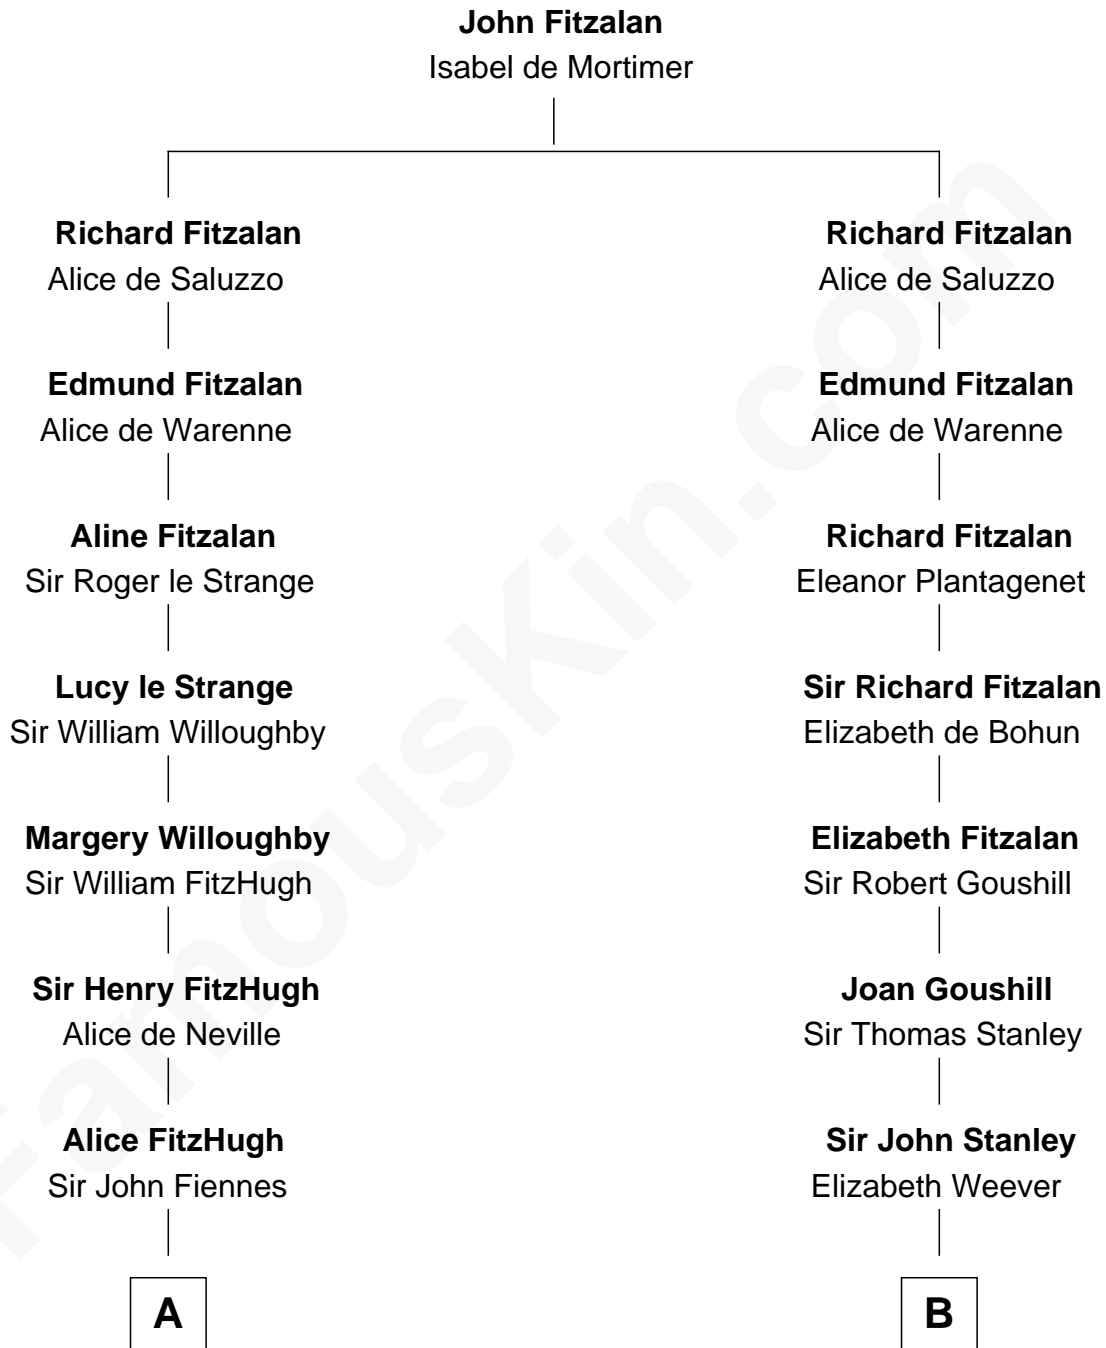 John Fitzalan
Isabel de Mortimer
Richard Fitzalan
Alice de Saluzzo
Richard Fitzalan
Alice de Saluzzo
Edmund Fitzalan
Alice de Warenne
Edmund Fitzalan
Alice de Warenne
Aline Fitzalan
Sir Roger le Strange
Richard Fitzalan
Eleanor Plantagenet
Lucy le Strange
Sir William Willoughby
Sir Richard Fitzalan
Elizabeth de Bohun
Margery Willoughby
Sir William FitzHugh
Elizabeth Fitzalan
Sir Robert Goushill
Sir Henry FitzHugh
Alice de Neville
Joan Goushill
Sir Thomas Stanley
Alice FitzHugh
Sir John Fiennes
Sir John Stanley
Elizabeth Weever
A
B
FamousKin.com